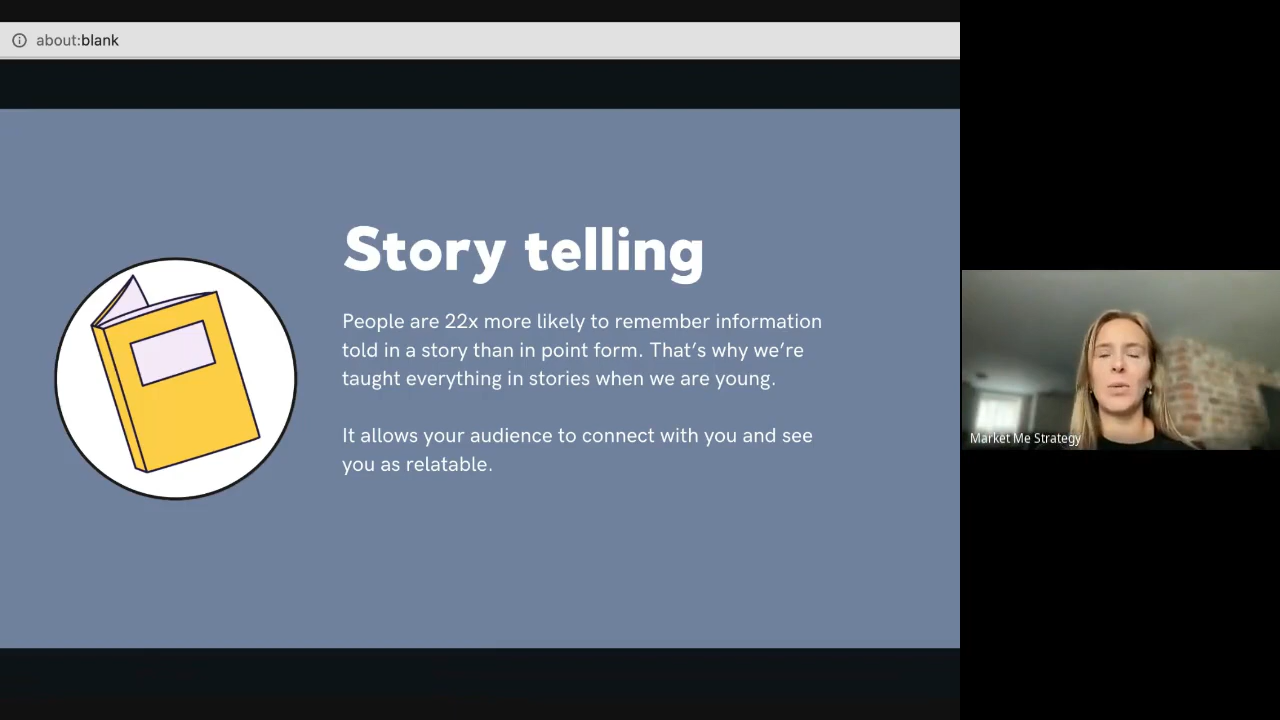 about:blank
Story telling
People are 22x more likely to remember information
told in a story than in point form. That’s why we’re
taught everything in stories when we are young.
It allows your audience to connect with you and see
you as relatable.
Market Me Strategy